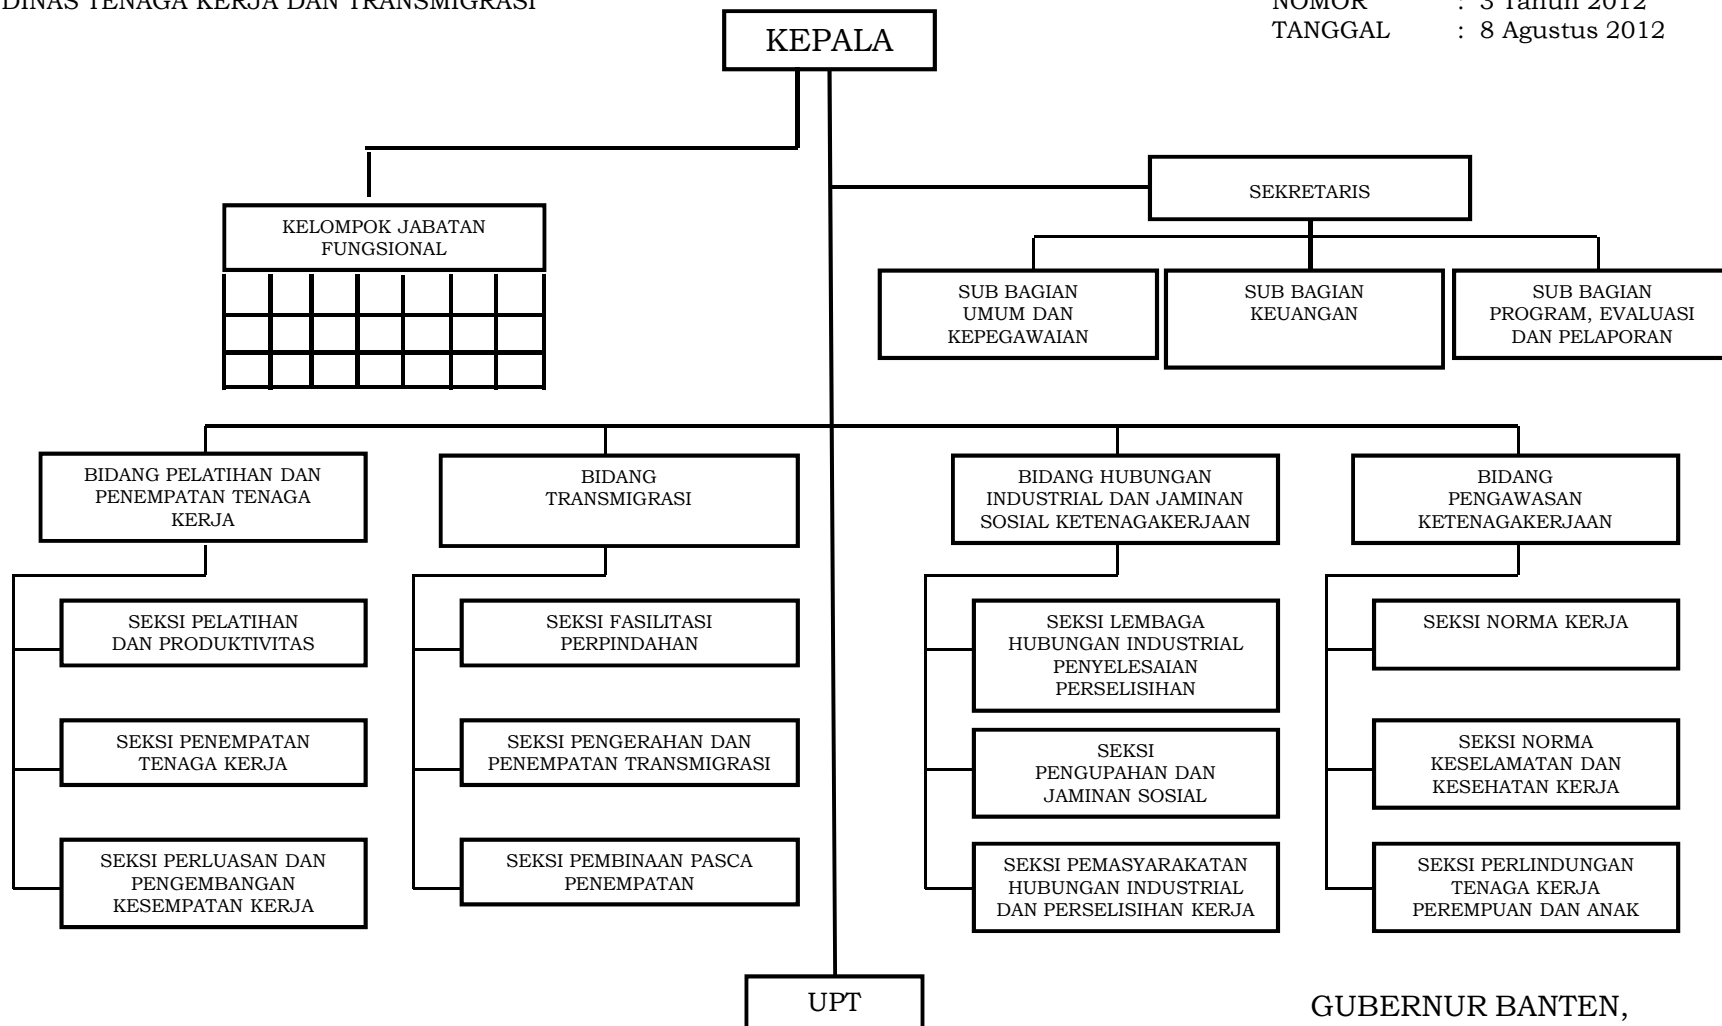 DINAS TENAGA KERJA DAN TRANSMIGRASI
NOMOR : 3 Tahun 2012
TANGGAL : 8 Agustus 2012
KEPALA
SEKRETARIS
KELOMPOK JABATAN
FUNGSIONAL
SUB BAGIAN
UMUM DAN
KEPEGAWAIAN
SUB BAGIAN
KEUANGAN
SUB BAGIAN
PROGRAM, EVALUASI
DAN PELAPORAN
BIDANG PELATIHAN DAN
PENEMPATAN TENAGA
KERJA
BIDANG
TRANSMIGRASI
BIDANG HUBUNGAN
INDUSTRIAL DAN JAMINAN
SOSIAL KETENAGAKERJAAN
BIDANG
PENGAWASAN
KETENAGAKERJAAN
SEKSI PELATIHAN
DAN PRODUKTIVITAS
SEKSI FASILITASI
PERPINDAHAN
SEKSI LEMBAGA
HUBUNGAN INDUSTRIAL
PENYELESAIAN
PERSELISIHAN
SEKSI NORMA KERJA
SEKSI PENEMPATAN
TENAGA KERJA
SEKSI PENGERAHAN DAN
PENEMPATAN TRANSMIGRASI
SEKSI
PENGUPAHAN DAN
JAMINAN SOSIAL
SEKSI NORMA
KESELAMATAN DAN
KESEHATAN KERJA
SEKSI PERLUASAN DAN
PENGEMBANGAN
KESEMPATAN KERJA
SEKSI PEMBINAAN PASCA
PENEMPATAN
SEKSI PEMASYARAKATAN
HUBUNGAN INDUSTRIAL
DAN PERSELISIHAN KERJA
SEKSI PERLINDUNGAN
TENAGA KERJA
PEREMPUAN DAN ANAK
UPT
GUBERNUR BANTEN,